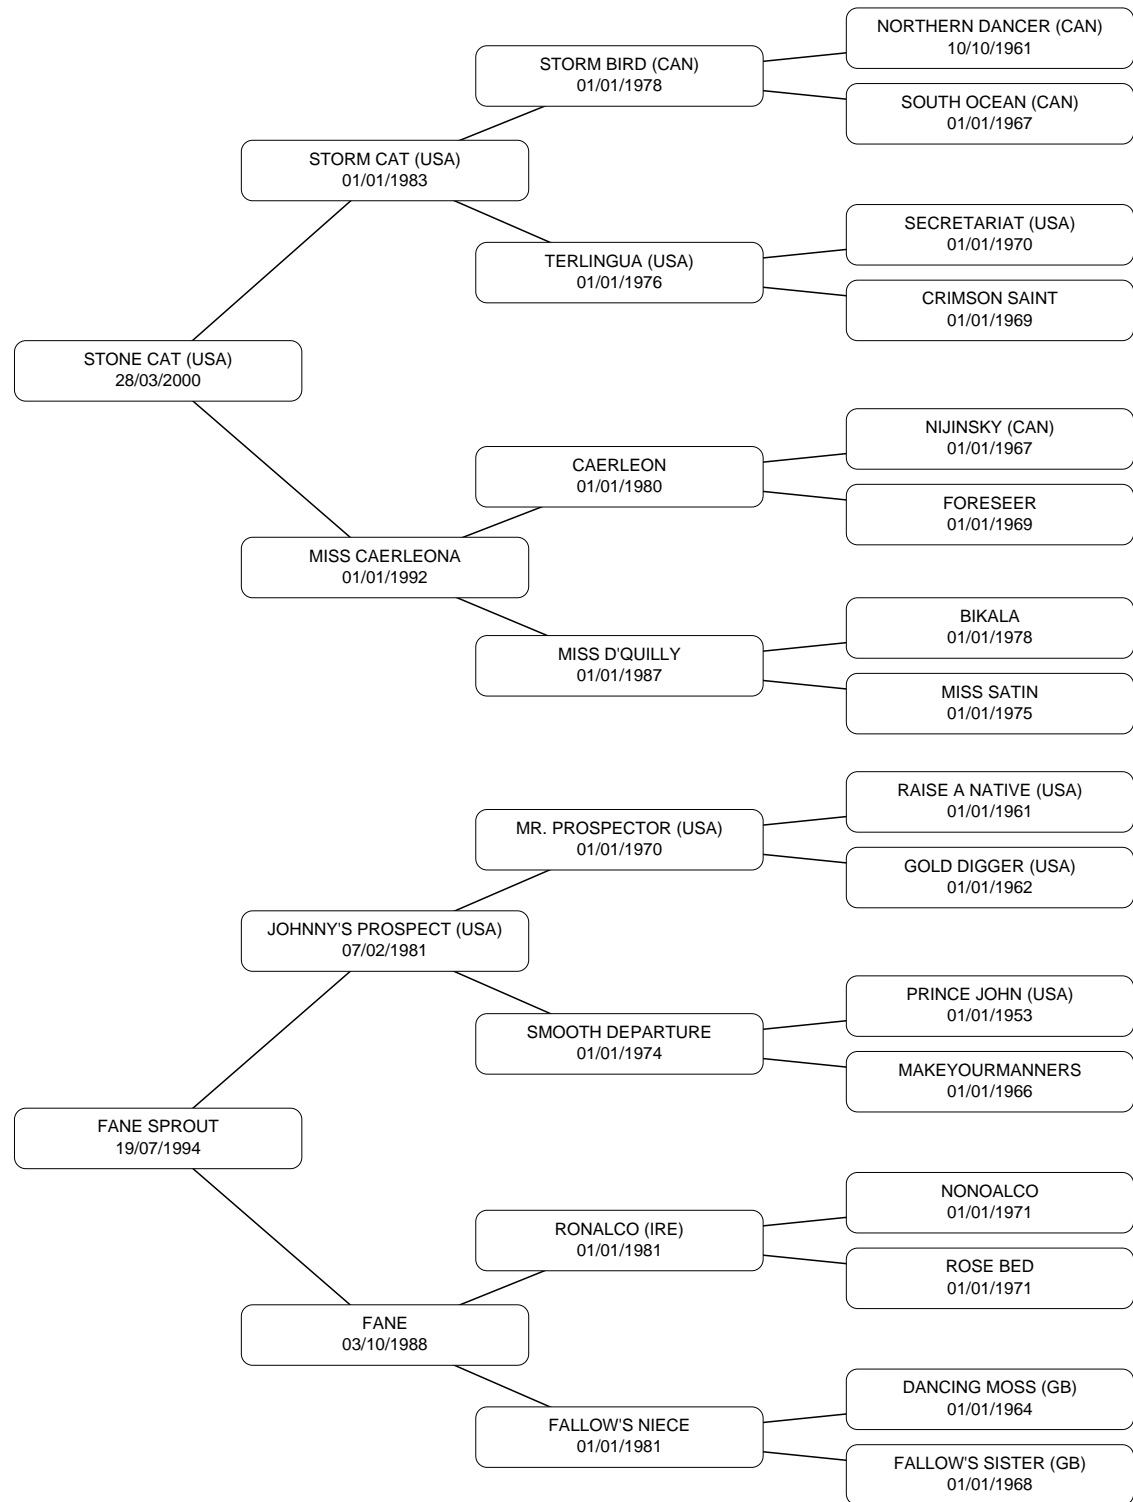 NORTHERN DANCER (CAN)
10/10/1961
STORM BIRD (CAN)
01/01/1978
SOUTH OCEAN (CAN)
01/01/1967
STORM CAT (USA)
01/01/1983
SECRETARIAT (USA)
01/01/1970
TERLINGUA (USA)
01/01/1976
CRIMSON SAINT
01/01/1969
STONE CAT (USA)
28/03/2000
NIJINSKY (CAN)
01/01/1967
CAERLEON
01/01/1980
FORESEER
01/01/1969
MISS CAERLEONA
01/01/1992
BIKALA
01/01/1978
MISS D'QUILLY
01/01/1987
MISS SATIN
01/01/1975
RAISE A NATIVE (USA)
01/01/1961
MR. PROSPECTOR (USA)
01/01/1970
GOLD DIGGER (USA)
01/01/1962
JOHNNY'S PROSPECT (USA)
07/02/1981
PRINCE JOHN (USA)
01/01/1953
SMOOTH DEPARTURE
01/01/1974
MAKEYOURMANNERS
01/01/1966
FANE SPROUT
19/07/1994
NONOALCO
01/01/1971
RONALCO (IRE)
01/01/1981
ROSE BED
01/01/1971
FANE
03/10/1988
DANCING MOSS (GB)
01/01/1964
FALLOW'S NIECE
01/01/1981
FALLOW'S SISTER (GB)
01/01/1968